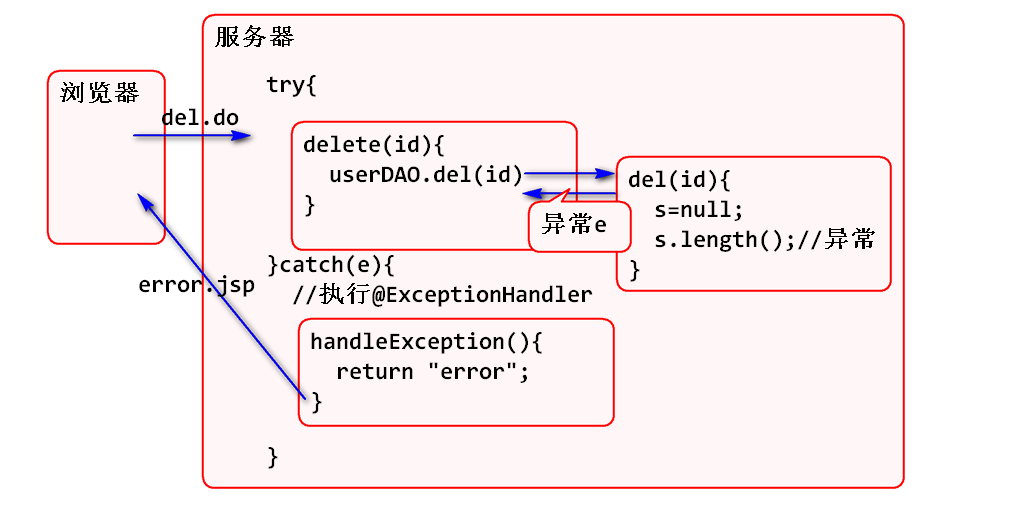 服务器
浏览器
try{
del.do
delete(id){
userDAO.del(id)
}
del(id){
s=null;
s.length();//异常
}
异常e
}catch(e){
//执行@ExceptionHandler
error.jsp
handleException(){
return "error";
}
}